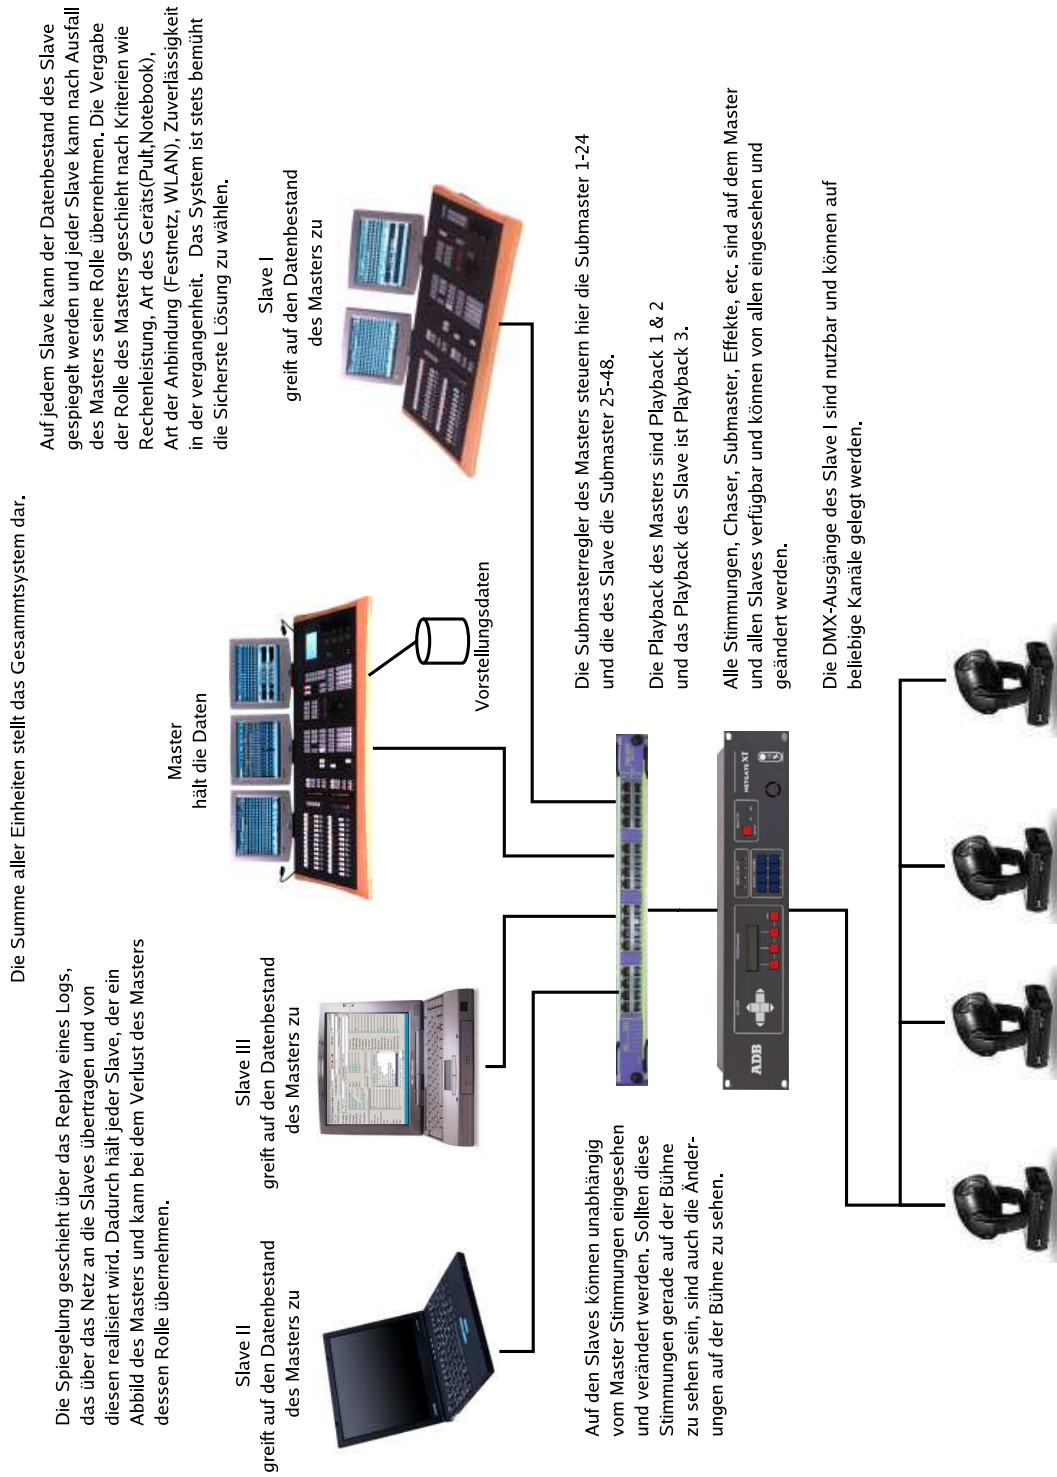 Die Summe aller Einheiten stellt das Gesammtsystem dar.
Die Spiegelung geschieht über das Replay eines Logs,
das über das Netz an die Slaves übertragen und von
diesen realisiert wird. Dadurch hält jeder Slave, der ein
Abbild des Masters und kann bei dem Verlust des Masters
dessen Rolle übernehmen.
Auf jedem Slave kann der Datenbestand des Slave
gespiegelt werden und jeder Slave kann nach Ausfall
des Masters seine Rolle übernehmen. Die Vergabe
der Rolle des Masters geschieht nach Kriterien wie
Rechenleistung, Art des Geräts(Pult,Notebook),
Art der Anbindung (Festnetz, WLAN), Zuverlässigkeit
in der vergangenheit. Das System ist stets bemüht
die Sicherste Lösung zu wählen.
Slave II
greift auf den Datenbestand
des Masters zu
Slave III
greift auf den Datenbestand
des Masters zu
Master
hält die Daten
Slave I
greift auf den Datenbestand
des Masters zu
Vorstellungsdaten
Auf den Slaves können unabhängig
vom Master Stimmungen eingesehen
und verändert werden. Sollten diese
Stimmungen gerade auf der Bühne
zu sehen sein, sind auch die Änder-
ungen auf der Bühne zu sehen.
Die Submasterregler des Masters steuern hier die Submaster 1-24
und die des Slave die Submaster 25-48.
Die Playback des Masters sind Playback 1 & 2
und das Playback des Slave ist Playback 3.
Alle Stimmungen, Chaser, Submaster, Effekte, etc. sind auf dem Master
und allen Slaves verfügbar und können von allen eingesehen und
geändert werden.
Die DMX-Ausgänge des Slave I sind nutzbar und können auf
beliebige Kanäle gelegt werden.
ADB
NETGATE XT